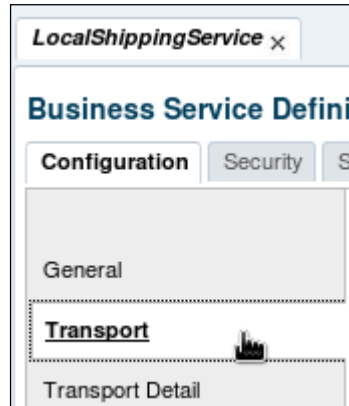 LocalShippingService ×
Business Service Defini
Configuration Security S
General
Transport
Transport Detail